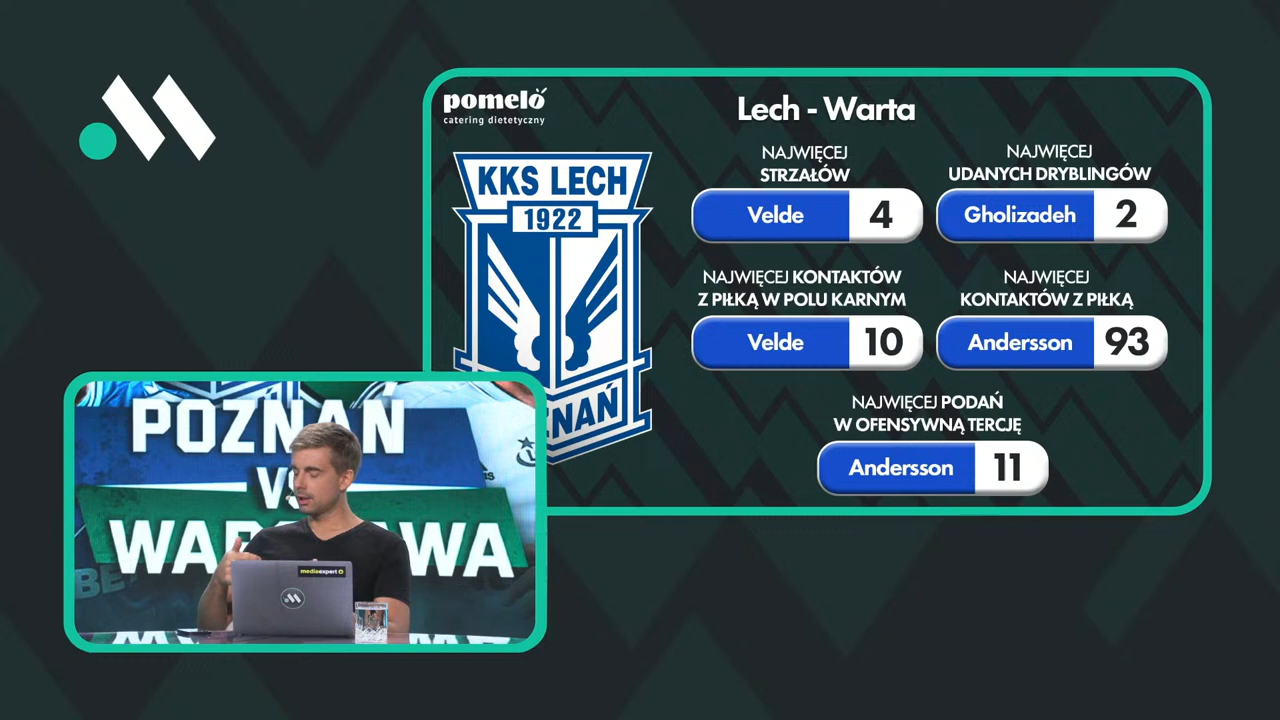 pomelo
catering dietetyczny
Lech - Warta
KKS LECH
1922
NAJWIĘCEJ
STRZAŁÓW
Velde 4
NAJWIĘCEJ
UDANYCH DRYBLINGÓW
Gholizadeh 2
NAJWIĘCEJ KONTAKTÓW
Z PIŁKĄ W POLU KARNYM
Velde 10
NAJWIĘCEJ
KONTAKTÓW Z PIŁKĄ
Andersson 93
NAJWIĘCEJ PODAŃ
W OFENSYWNĄ TERCJĘ
Andersson 11
POZNAŃ
VS
mediaexpert